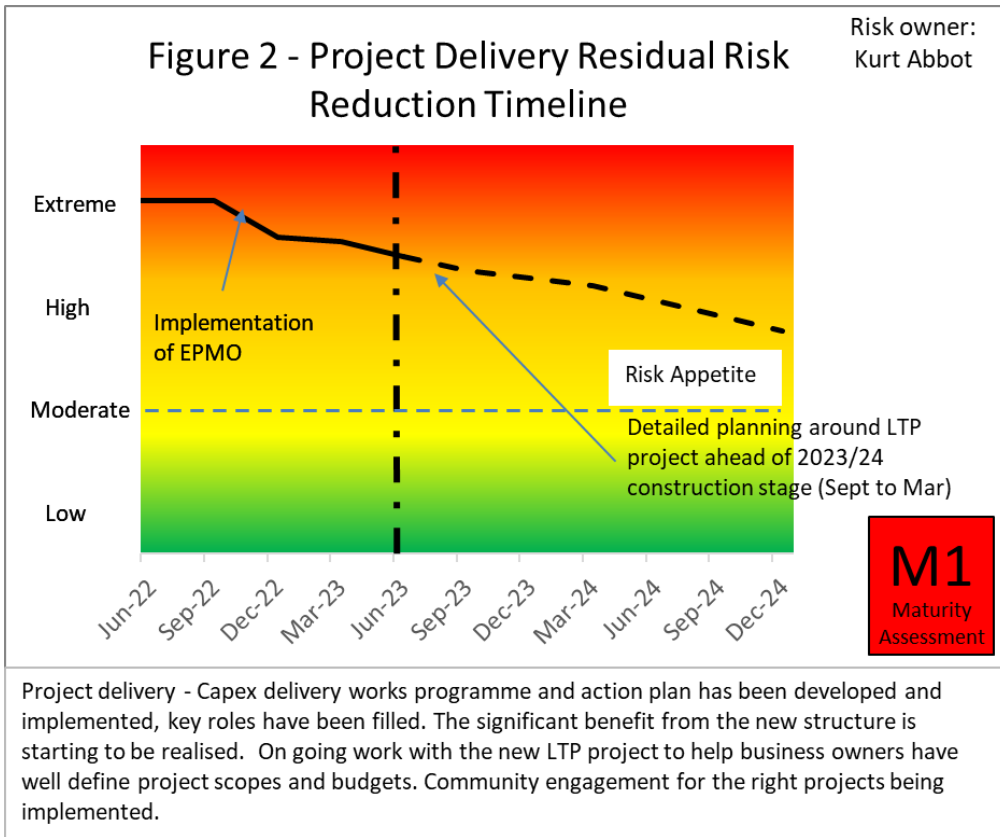 Risk owner:
Kurt Abbot
Figure 2 - Project Delivery Residual Risk
Reduction Timeline
Extreme
High
Moderate
Low
Implementation
of EPMO
Risk Appetite
Detailed planning around LTP
project ahead of 2023/24
construction stage (Sept to Mar)
Jun-22
Sep-22
Dec-22
Mar-23
Jun-23
Sep-23
Dec-23
Mar-24
Jun-24
Sep-24
Dec-24
M1
Maturity
Assessment
Project delivery - Capex delivery works programme and action plan has been developed and
implemented, key roles have been filled. The significant benefit from the new structure is
starting to be realised.  On going work with the new LTP project to help business owners have
well define project scopes and budgets. Community engagement for the right projects being
implemented.